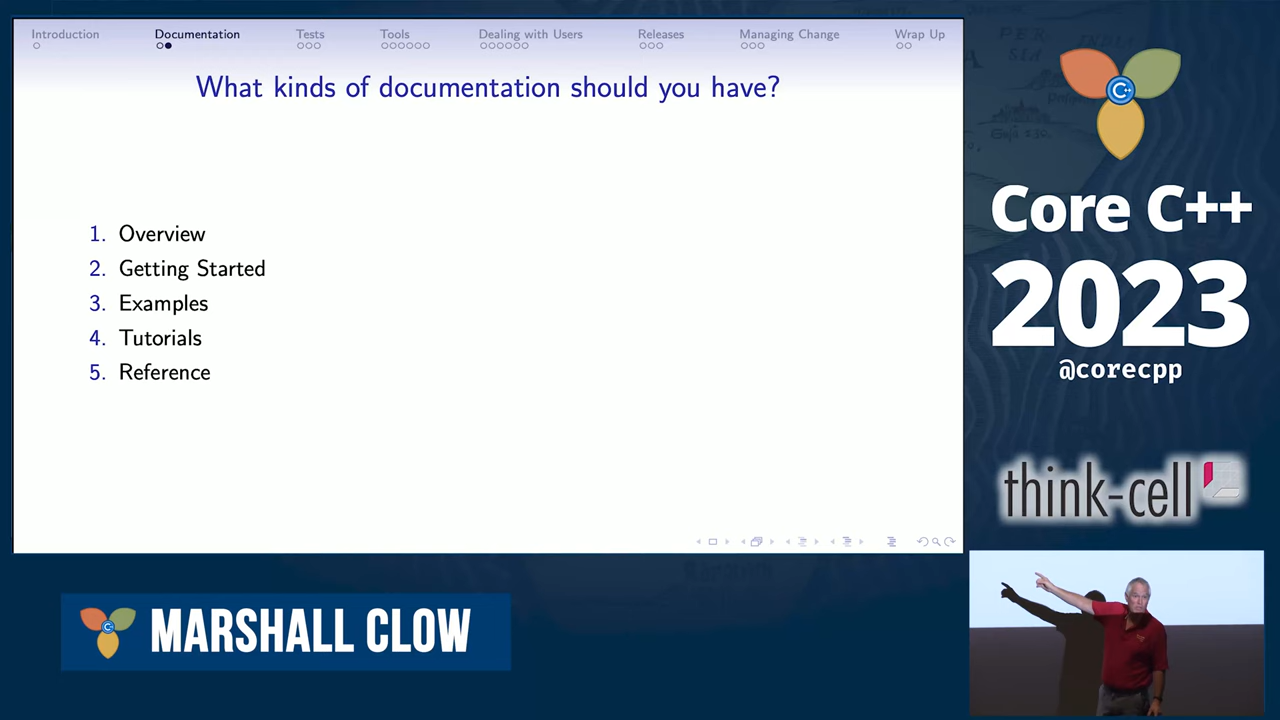 Introduction
Documentation
Tests
Tools
Dealing with Users
Releases
Managing Change
Wrap Up
What kinds of documentation should you have?
1. Overview
2. Getting Started
3. Examples
4. Tutorials
5. Reference
C++
Core C++
2023
@corecpp
think-cell
C++
MARSHALL CLOW